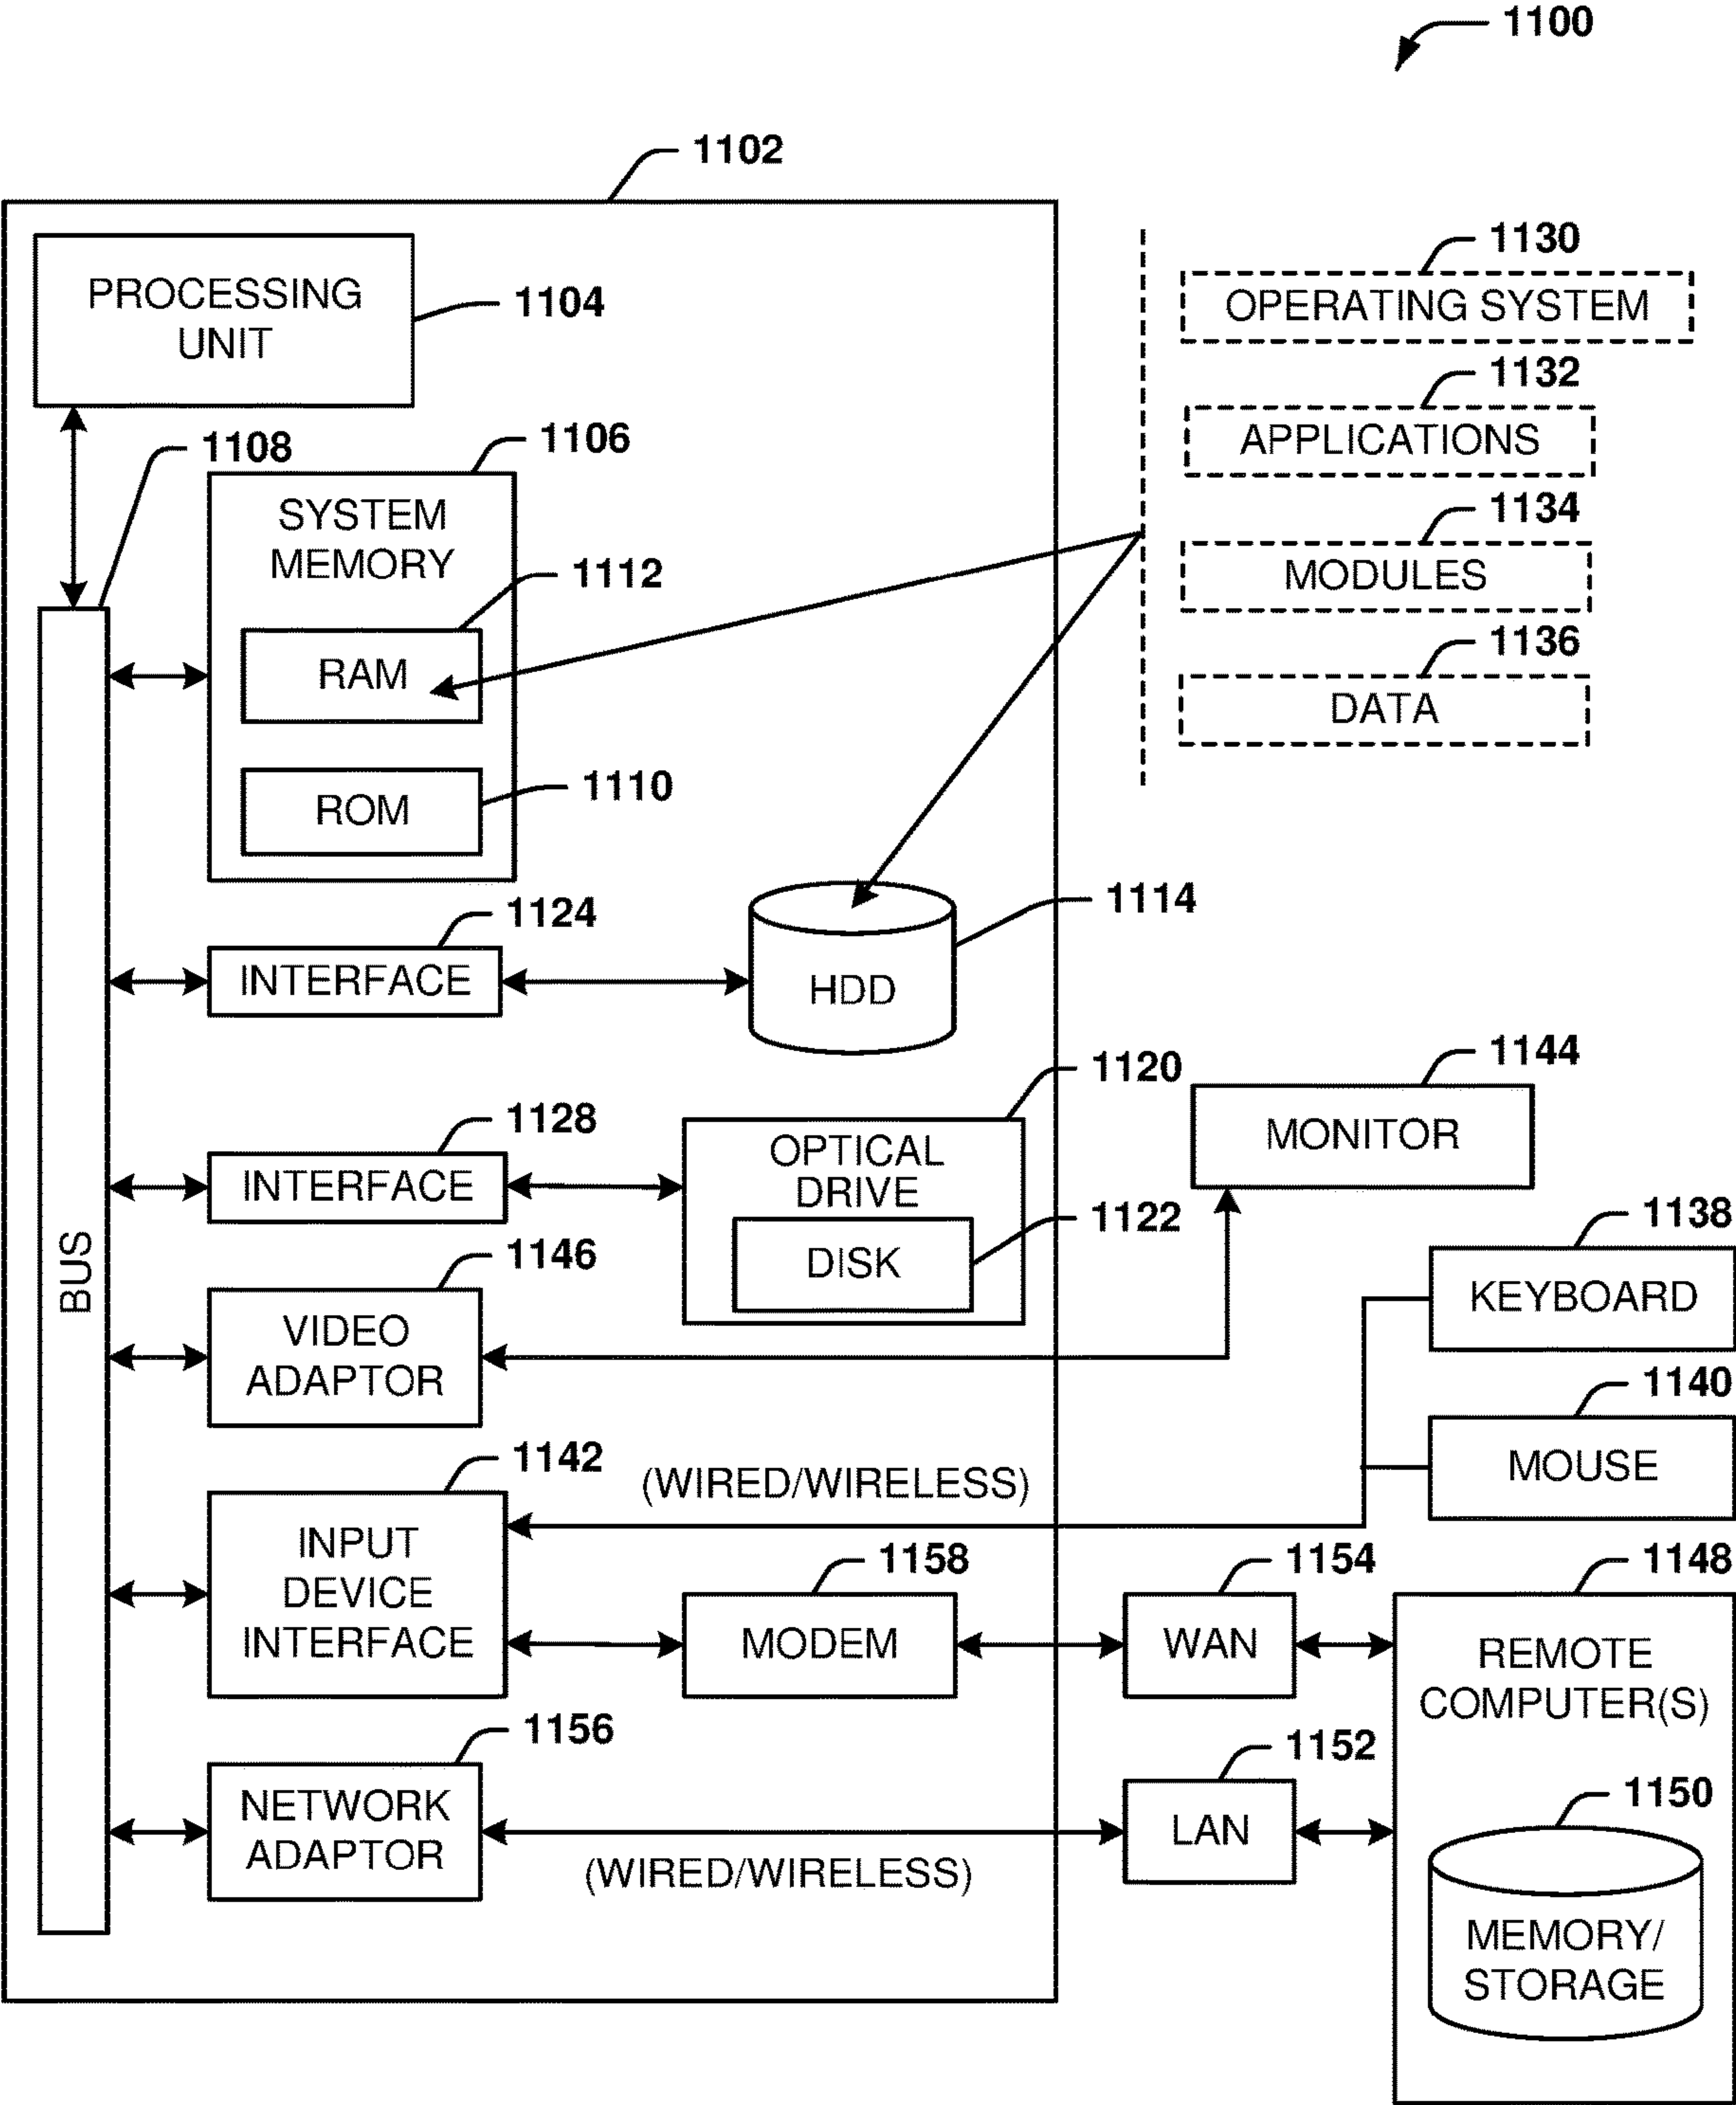 1100
1102
PROCESSING
UNIT
1104
1130
OPERATING SYSTEM
1132
APPLICATIONS
1134
MODULES
1136
DATA
1108
1106
SYSTEM
MEMORY
1112
RAM
1110
ROM
1124
INTERFACE
1114
HDD
1120
1144
MONITOR
1128
INTERFACE
OPTICAL
DRIVE
1122
DISK
BUS
1146
VIDEO
ADAPTOR
1138
KEYBOARD
1140
MOUSE
1142
(WIRED/WIRELESS)
INPUT
DEVICE
INTERFACE
1158
MODEM
1154
WAN
1148
REMOTE
COMPUTER(S)
1156
NETWORK
ADAPTOR
(WIRED/WIRELESS)
1152
LAN
1150
MEMORY/
STORAGE